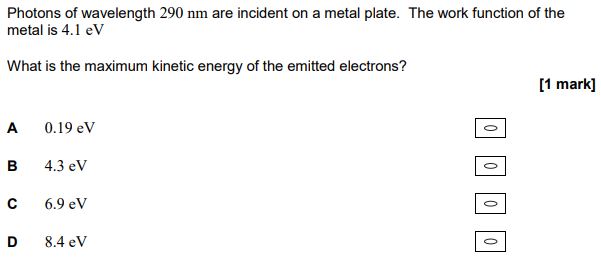 Photons of wavelength 290 nm are incident on a metal plate. The work function of the
metal is 4.1 eV
What is the maximum kinetic energy of the emitted electrons?
[1 mark]
A 0.19 eV
B 4.3 eV
C 6.9 eV
D 8.4 eV